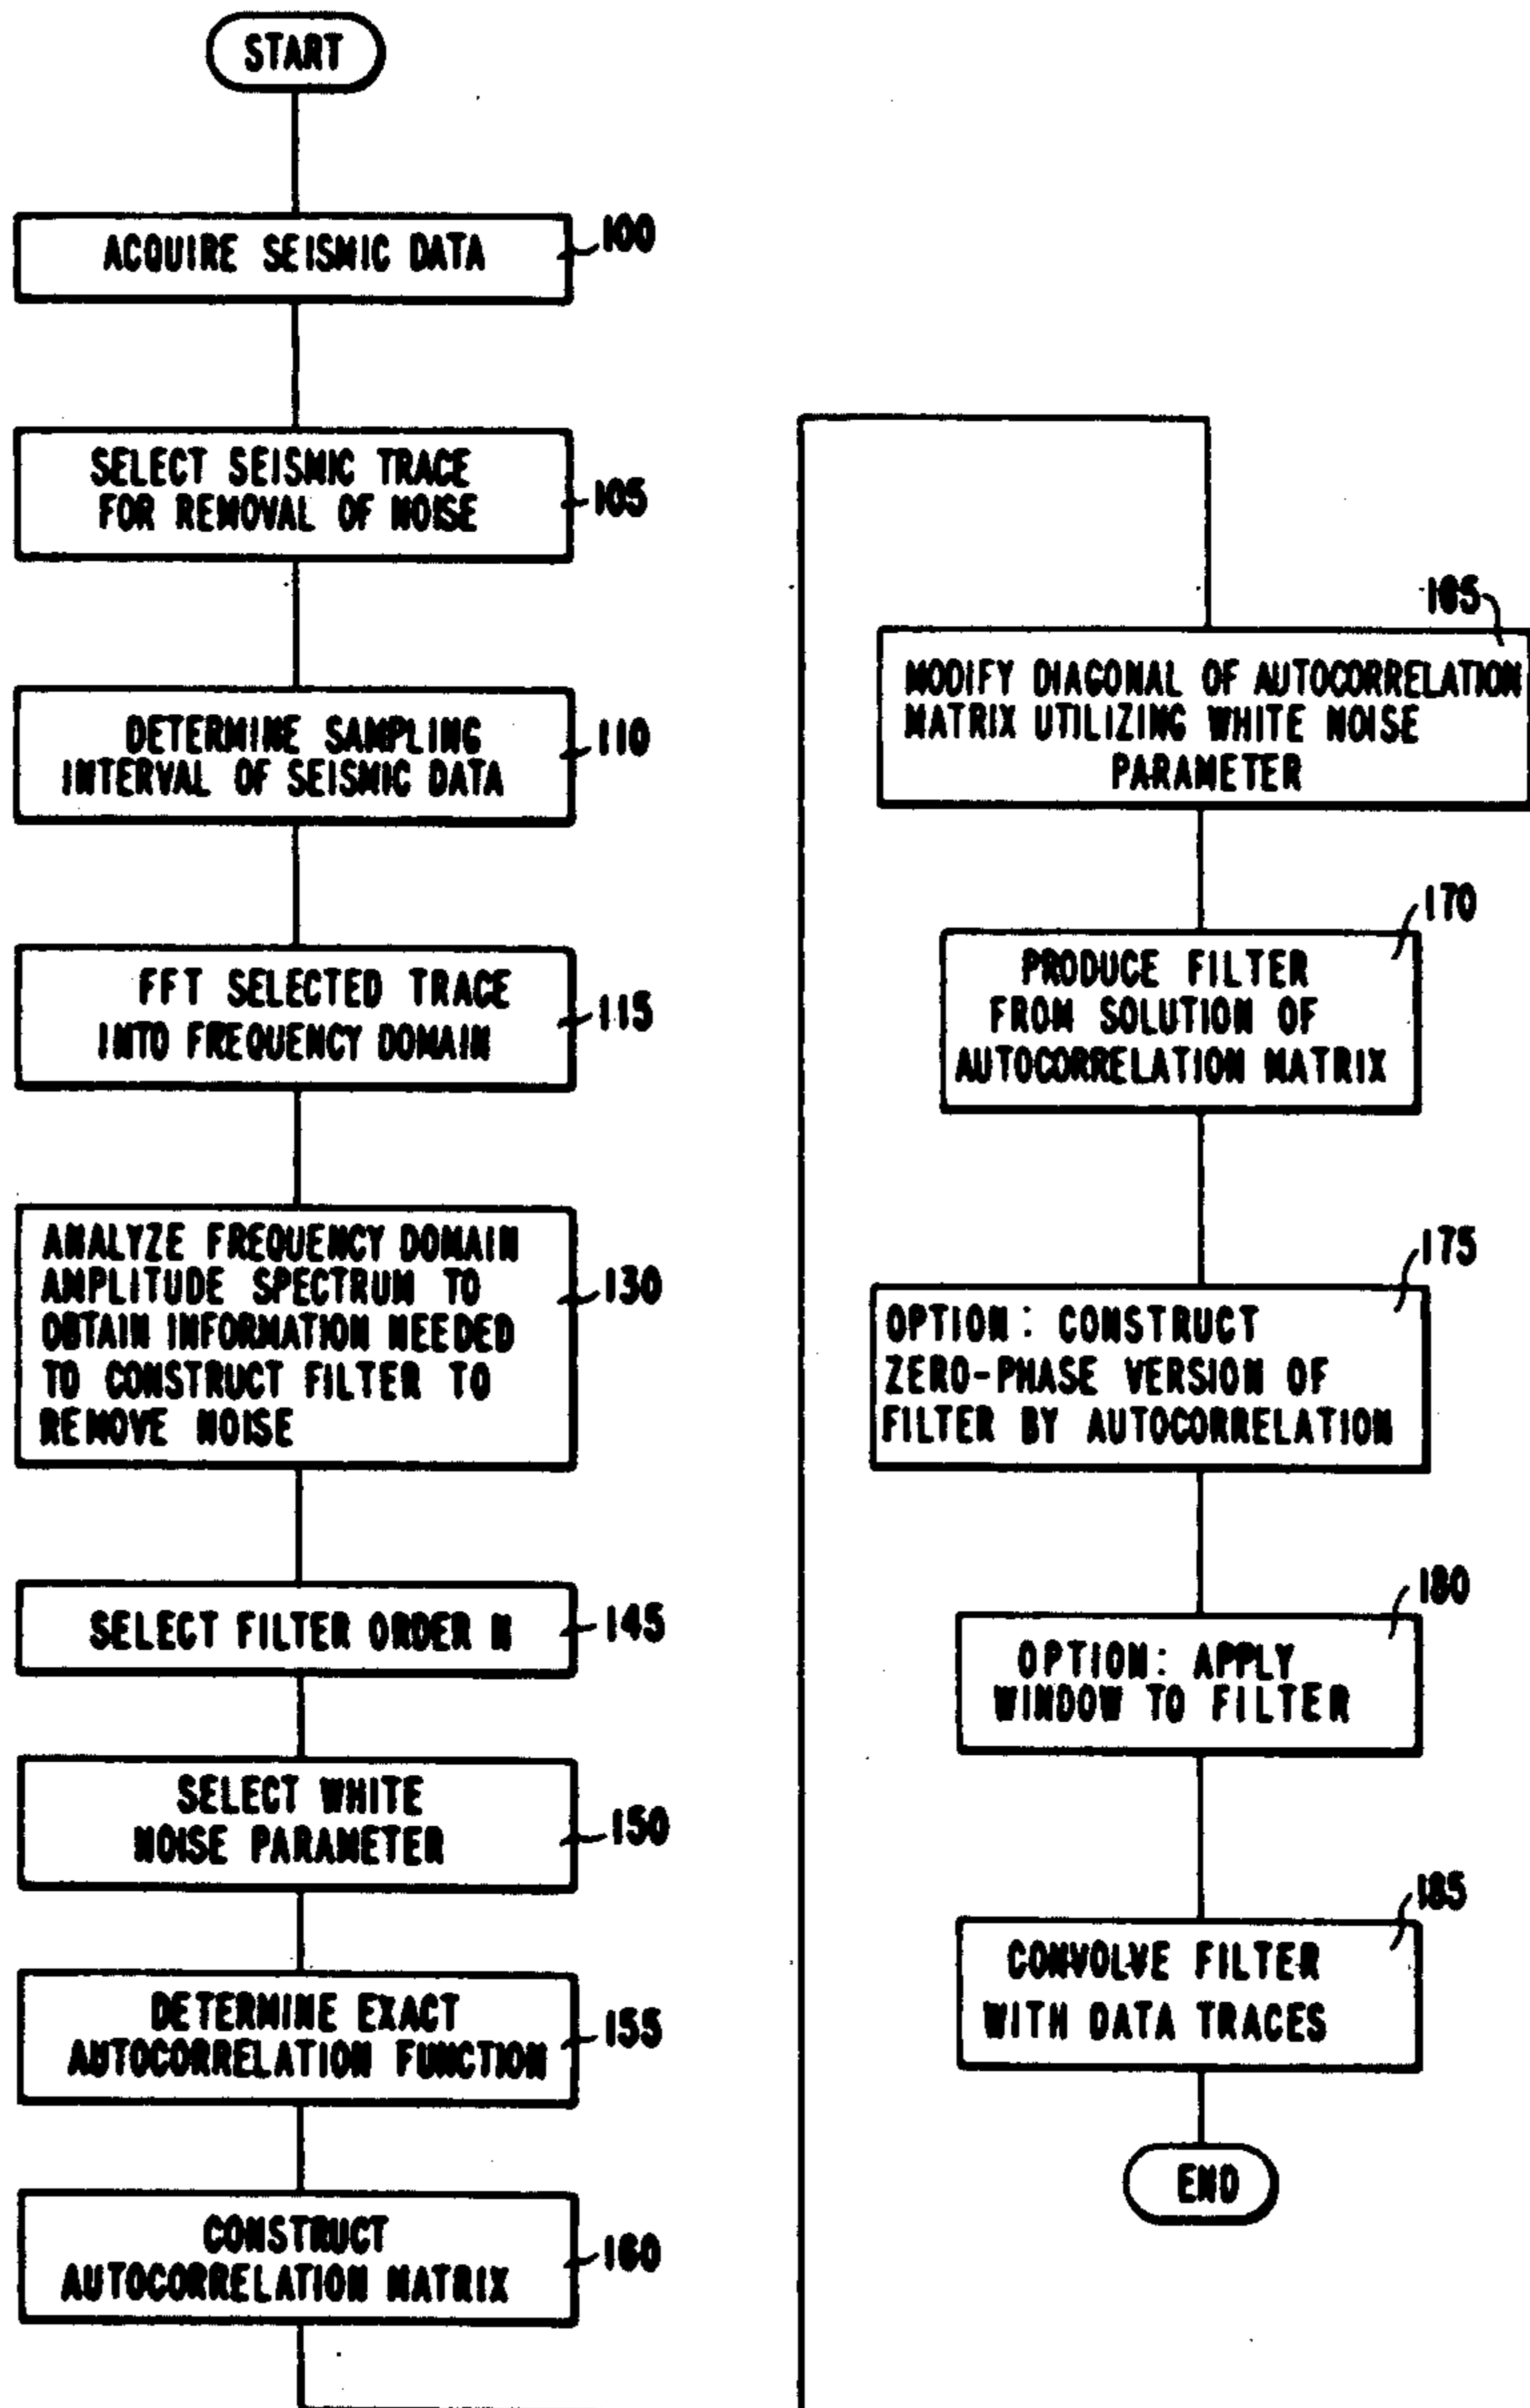 START
ACQUIRE SEISMIC DATA
100
SELECT SEISMIC TRACE
FOR REMOVAL OF NOISE
105
DETERMINE SAMPLING
INTERVAL OF SEISMIC DATA
110
FFT SELECTED TRACE
INTO FREQUENCY DOMAIN
115
ANALYZE FREQUENCY DOMAIN
AMPLITUDE SPECTRUM TO
OBTAIN INFORMATION NEEDED
TO CONSTRUCT FILTER TO
REMOVE NOISE
130
SELECT FILTER ORDER N
145
SELECT WHITE
NOISE PARAMETER
150
DETERMINE EXACT
AUTOCORRELATION FUNCTION
155
CONSTRUCT
AUTOCORRELATION MATRIX
160
165
MODIFY DIAGONAL OF AUTOCORRELATION
MATRIX UTILIZING WHITE NOISE
PARAMETER
170
PRODUCE FILTER
FROM SOLUTION OF
AUTOCORRELATION MATRIX
175
OPTION: CONSTRUCT
ZERO-PHASE VERSION OF
FILTER BY AUTOCORRELATION
180
OPTION: APPLY
WINDOW TO FILTER
185
CONVOLVE FILTER
WITH DATA TRACES
END